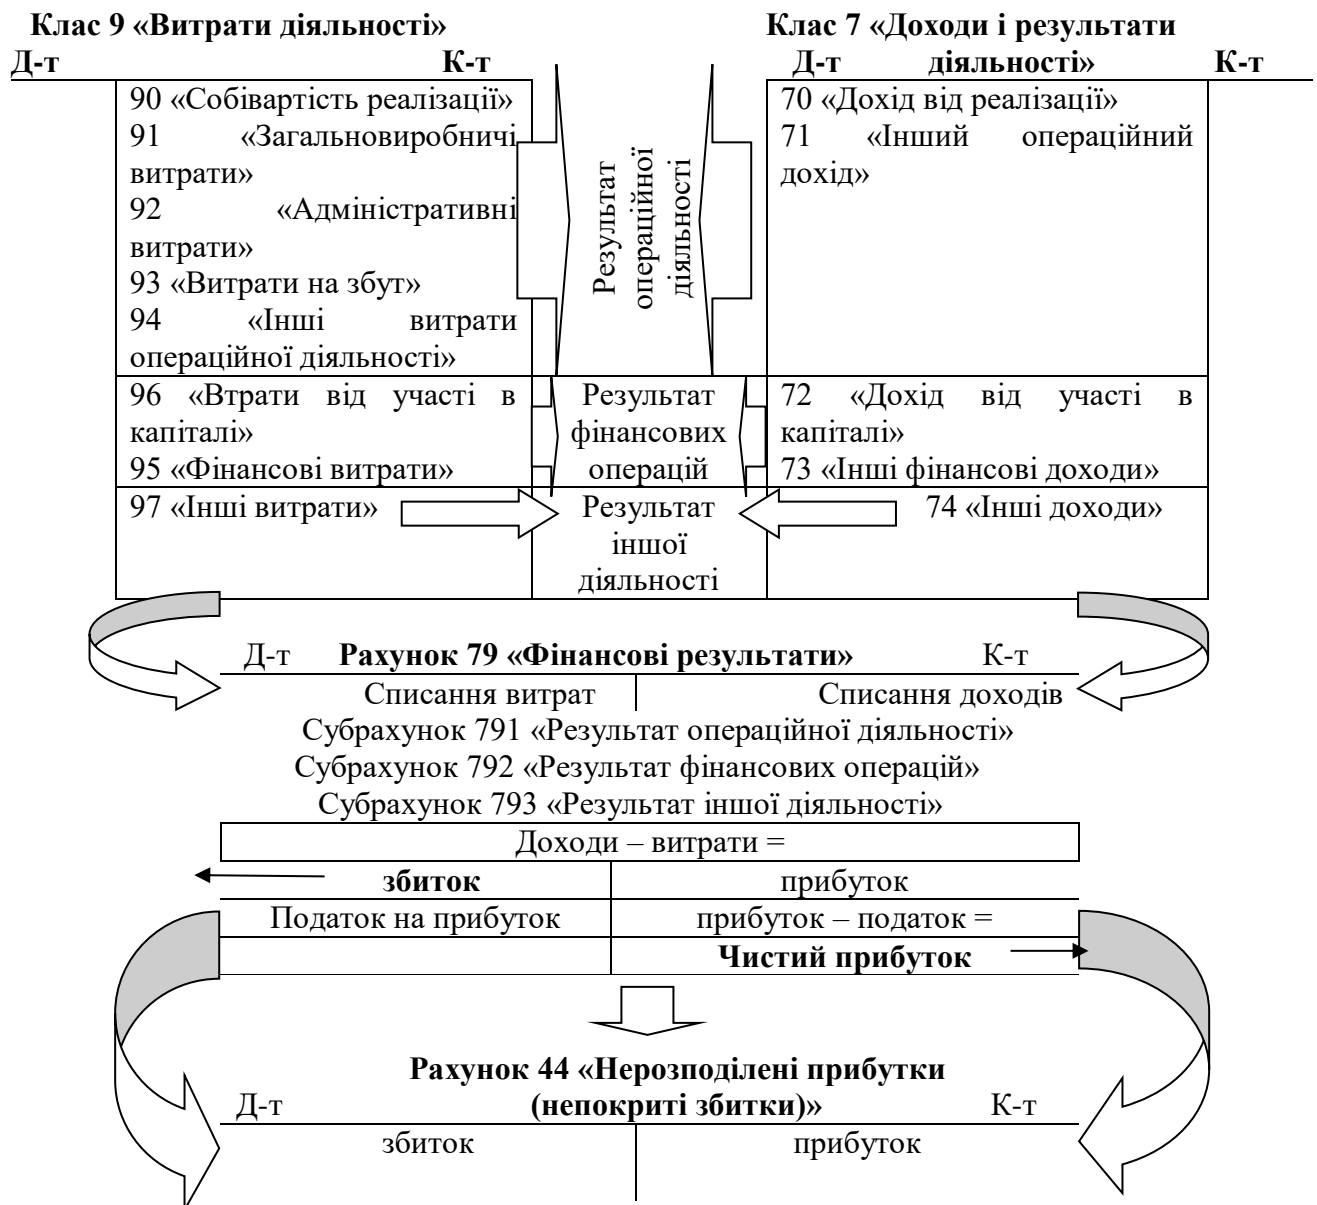 Клас 9 «Витрати діяльності»
Д-т К-т
90 «Собівартість реалізації»
91 «Загальновиробничі
витрати»
92 «Адміністративні
витрати»
93 «Витрати на збут»
94 «Інші витрати
операційної діяльності»
96 «Втрати від участі в
капіталі»
95 «Фінансові витрати»
97 «Інші витрати»
Результат
операційної
діяльності
Результат
фінансових
операцій
Результат
іншої
діяльності
Клас 7 «Доходи і результати
Д-т діяльності» К-т
70 «Дохід від реалізації»
71 «Інший операційний
дохід»
72 «Дохід від участі в
капіталі»
73 «Інші фінансові доходи»
74 «Інші доходи»
Д-т Рахунок 79 «Фінансові результати» К-т
Списання витрат Списання доходів
Субрахунок 791 «Результат операційної діяльності»
Субрахунок 792 «Результат фінансових операцій»
Субрахунок 793 «Результат іншої діяльності»
Доходи – витрати =
збиток прибуток
Податок на прибуток прибуток – податок =
Чистий прибуток
Рахунок 44 «Нерозподілені прибутки
Д-т (непокриті збитки)» К-т
збиток прибуток